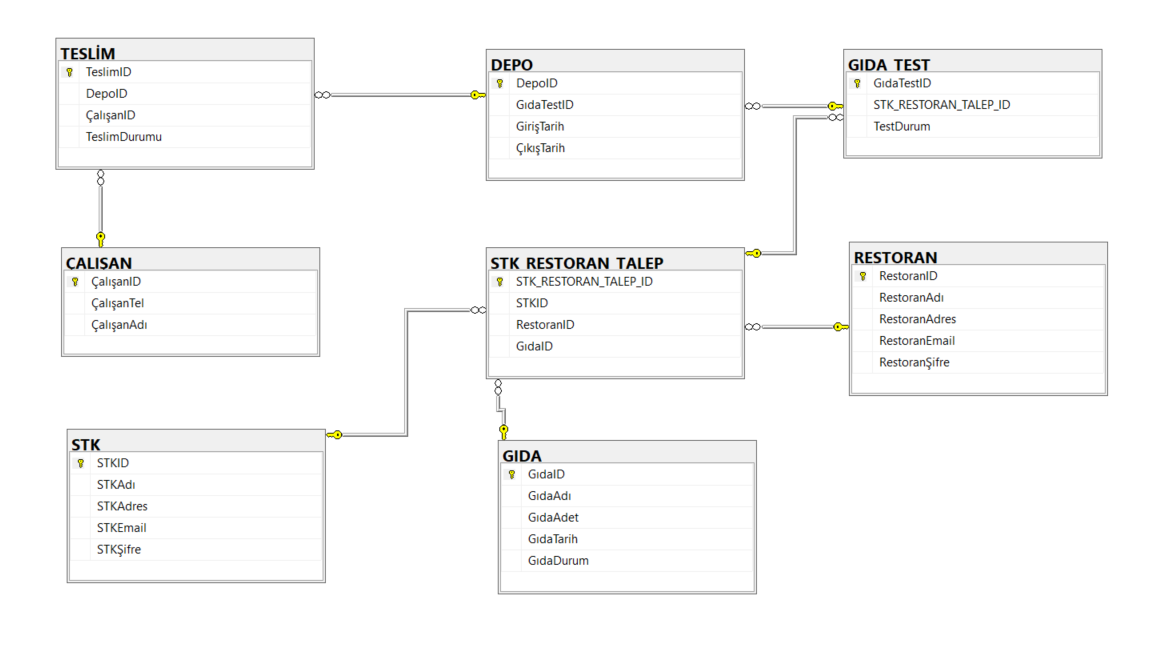 TESLİM
TeslimID
DepoID
ÇalışanID
TeslimDurumu
DEPO
DepoID
GıdaTestID
GirişTarih
ÇıkışTarih
GIDA_TEST
GıdaTestID
STK_RESTORAN_TALEP_ID
TestDurum
ÇALIŞAN
ÇalışanID
ÇalışanTel
ÇalışanAdı
STK_RESTORAN_TALEP
STK_RESTORAN_TALEP_ID
STKID
RestoranID
GıdaID
RESTORAN
RestoranID
RestoranAdı
RestoranAdres
RestoranEmail
RestoranŞifre
STK
STKID
STKAdı
STKAdres
STKEmail
STKŞifre
GIDA
GıdaID
GıdaAdı
GıdaAdet
GıdaTarih
GıdaDurum